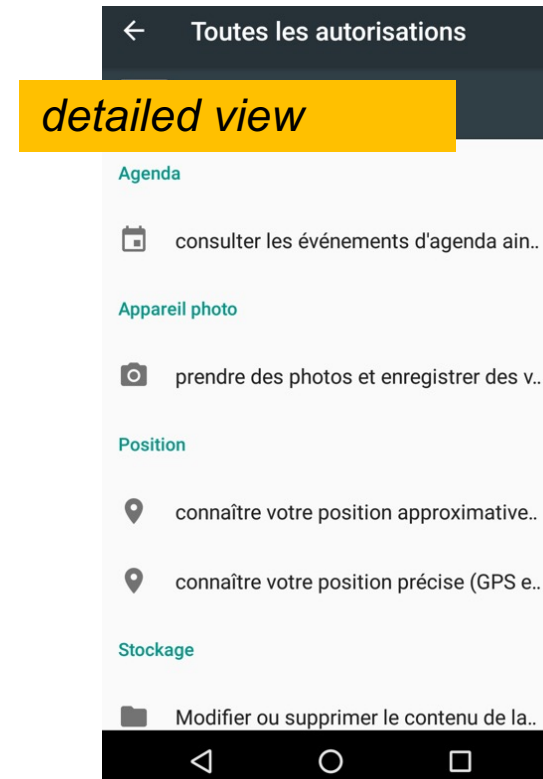 Toutes les autorisations
detailed view
Agenda
consulter les événements d'agenda ain..
Appareil photo
prendre des photos et enregistrer des v..
Position
connaître votre position approximative..
connaître votre position précise (GPS e..
Stockage
Modifier ou supprimer le contenu de la..